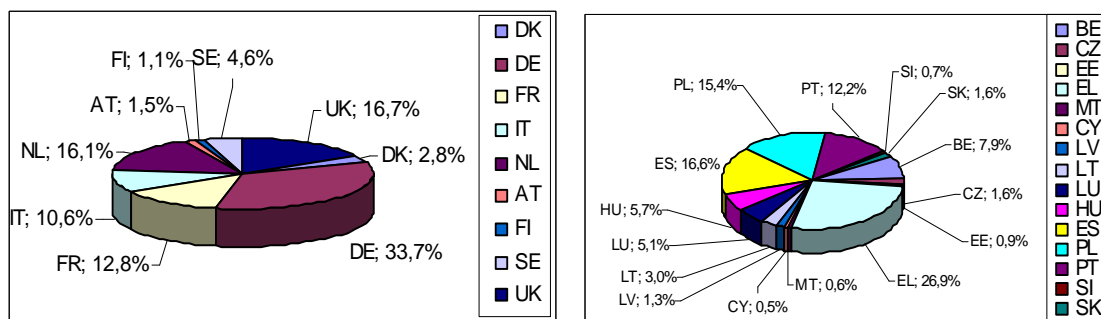 FI; 1,1%
SE; 4,6%
AT; 1,5%
UK; 16,7%
NL; 16,1%
DK; 2,8%
IT; 10,6%
FR; 12,8%
DE; 33,7%
DK
DE
FR
IT
NL
AT
FI
SE
UK
PL; 15,4%
PT; 12,2%
SI; 0,7%
SK; 1,6%
ES; 16,6%
BE; 7,9%
CZ; 1,6%
HU; 5,7%
EE; 0,9%
LU; 5,1%
LT; 3,0%
MT; 0,6%
EL; 26,9%
LV; 1,3%
CY; 0,5%
BE
CZ
EE
EL
MT
CY
LV
LT
LU
HU
ES
PL
PT
SI
SK